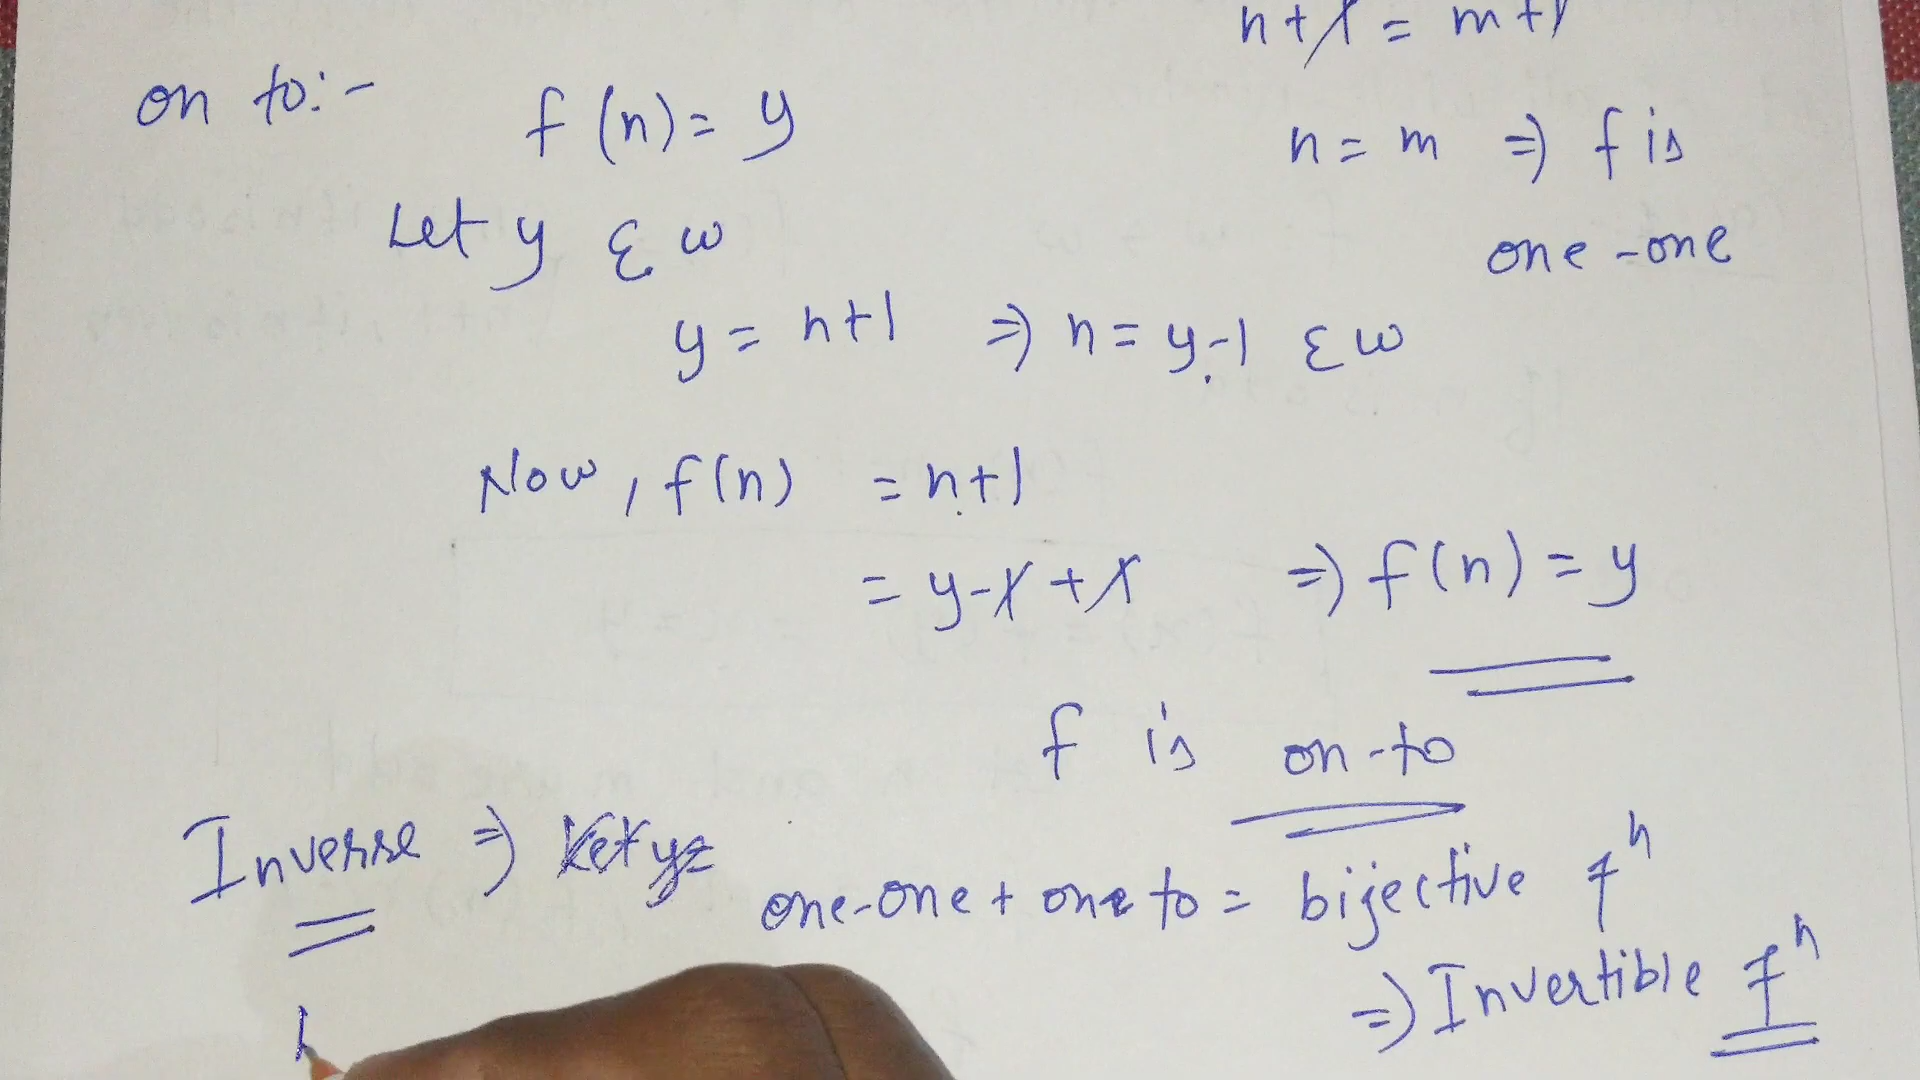 n+1 = m+1
on to:- f(n) = y
n = m ⇒ f is
Let y ε w
one-one
y = n+1 ⇒ n = y-1 ε w
Now, f(n) = n+1
= y-1+1 ⇒ f(n) = y
f is on-to
Inverse ⇒ Let y=
one-one + one to = bijective fⁿ
⇒ Invertible fⁿ